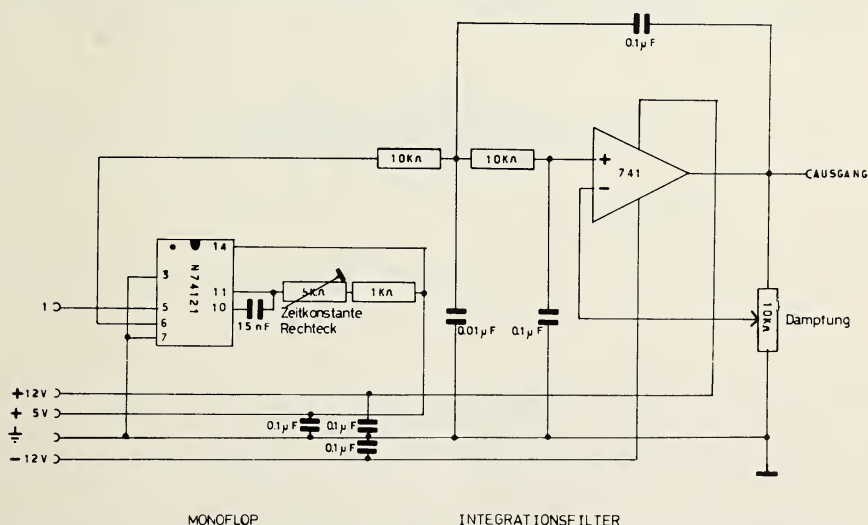 0.1µF
10KΩ
10KΩ
+
741
-
AUSGANG
14
3
N74121
11
5KΩ
1KΩ
1
5
10
6
7
15nF
Zeitkonstante
Rechteck
0.01µF
0.1µF
10KΩ
Dämpfung
+12V
+ 5V
0.1µF
0.1µF
0.1µF
-12V
MONOFLOP
INTEGRATIONSFILTER